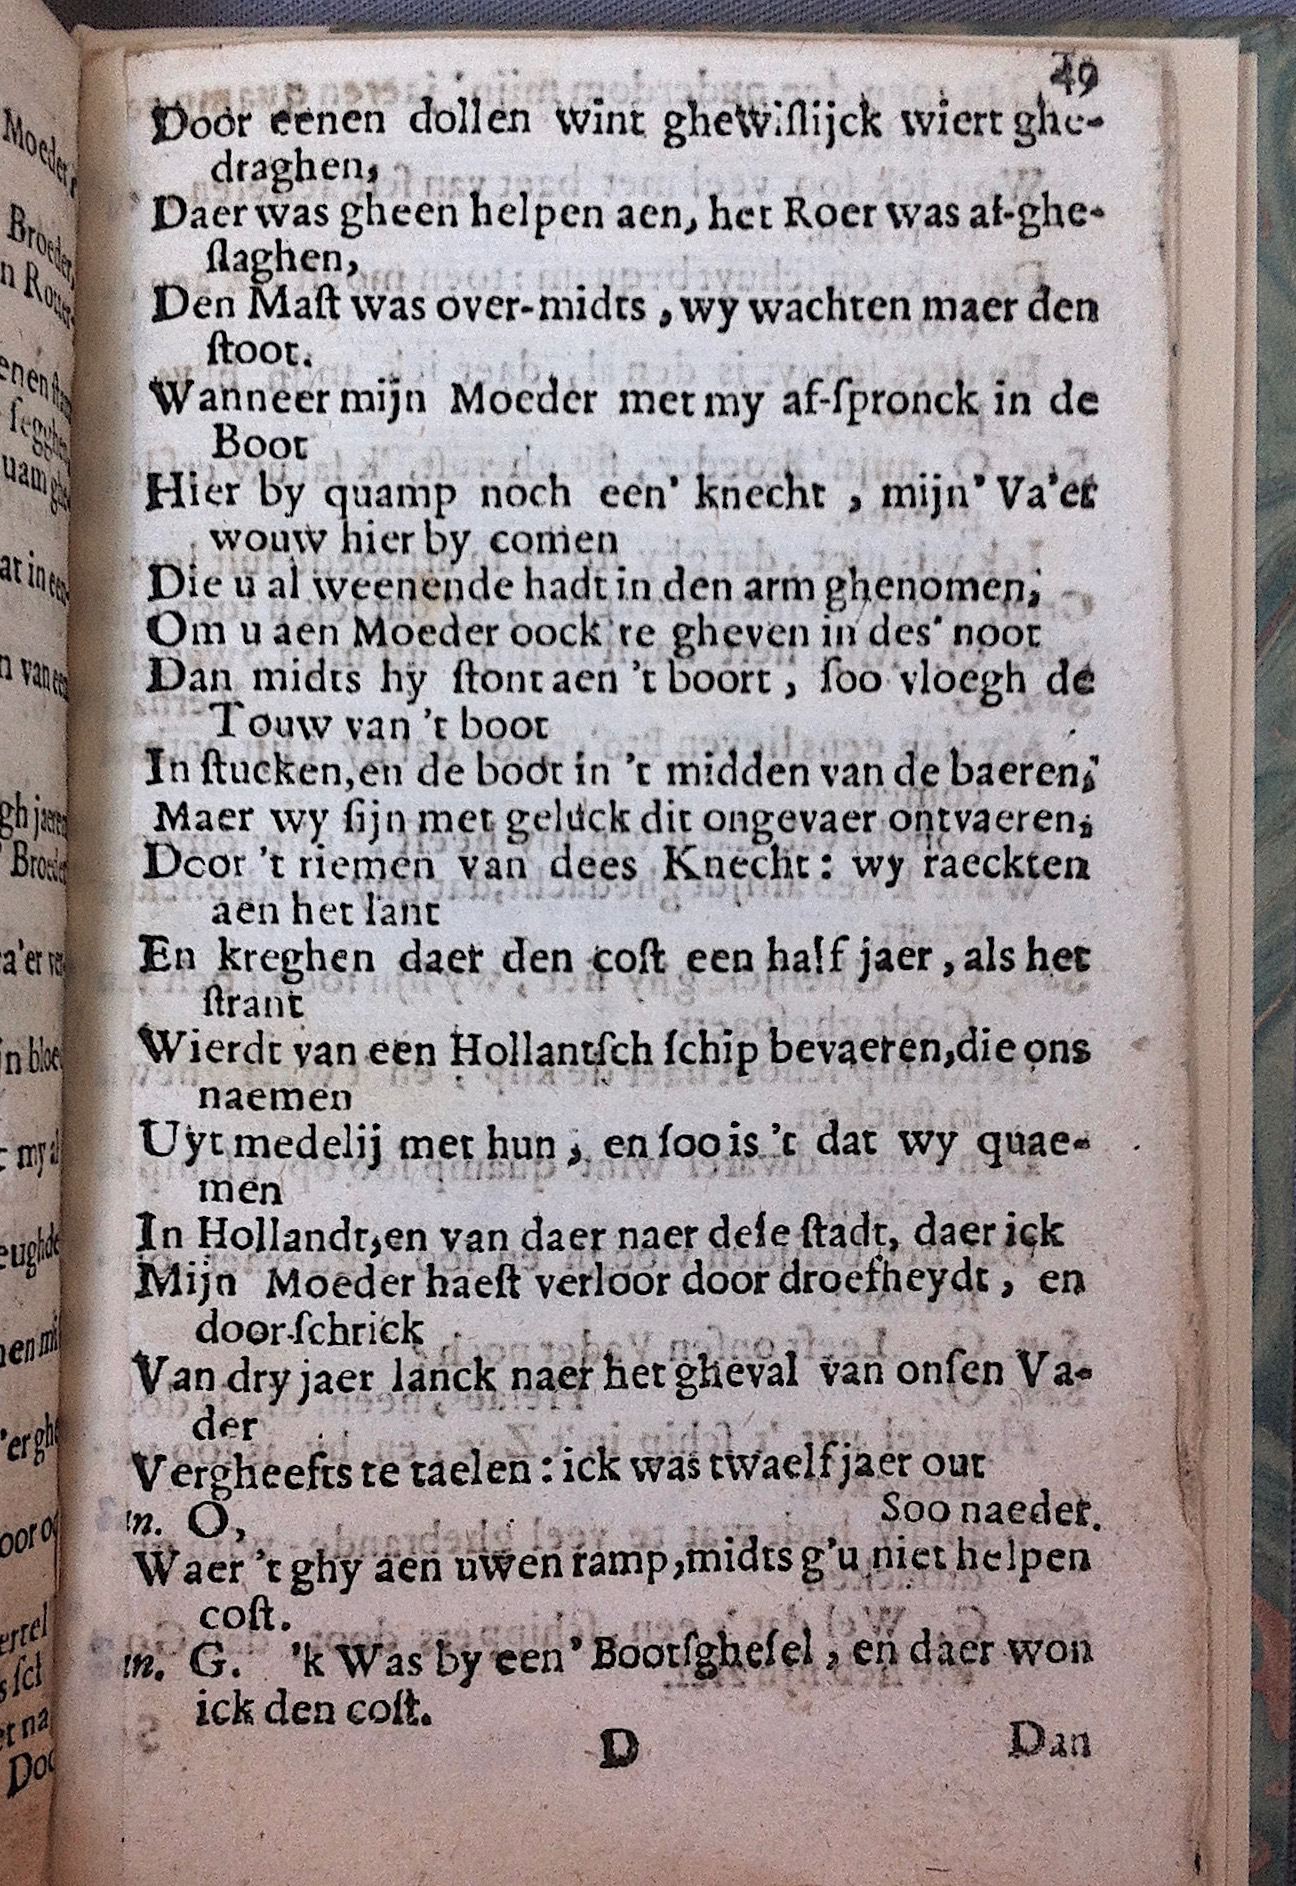 49
Door eenen dollen wint ghewiſlijck wiert ghe-
draghen,
Daer was gheen helpen aen, het Roer was af-ghe-
ſlaghen,
Den Maſt was over-midts, wy wachten maer den
ſtoot.
Wanneer mijn Moeder met my af-ſpronck in de
Boot
Hier by quamp noch een' knecht, mijn' Va'er
wouw hier by comen
Die u al weenende hadt in den arm ghenomen,
Om u aen Moeder oock te gheven in des' noot
Dan midts hy ſtont aen 't boort, ſoo vloegh de
Touw van 't boot
In ſtucken, en de boot in 't midden van de baeren,
Maer wy ſijn met geluck dit ongevaer ontvaeren,
Door 't riemen van dees Knecht: wy raeckten
aen het lant
En kreghen daer den coſt een half jaer, als het
ſtrant
Wierdt van een Hollantſch ſchip bevaeren, die ons
naemen
Uyt medelij met hun, en ſoo is 't dat wy quae-
men
In Hollandt, en van daer naer deſe ſtadt, daer ick
Mijn Moeder haeſt verloor door droefheydt, en
door-ſchrick
Van dry jaer lanck naer het gheval van onſen Va-
der
Vergheefts te taelen: ick was twaelf jaer out
Soo naeder.
in. O,
Waer 't ghy aen uwen ramp, midts g'u niet helpen
coſt.
in. G. 'k Was by een' Bootſgheſel, en daer won
ick den coſt.
D
Dan